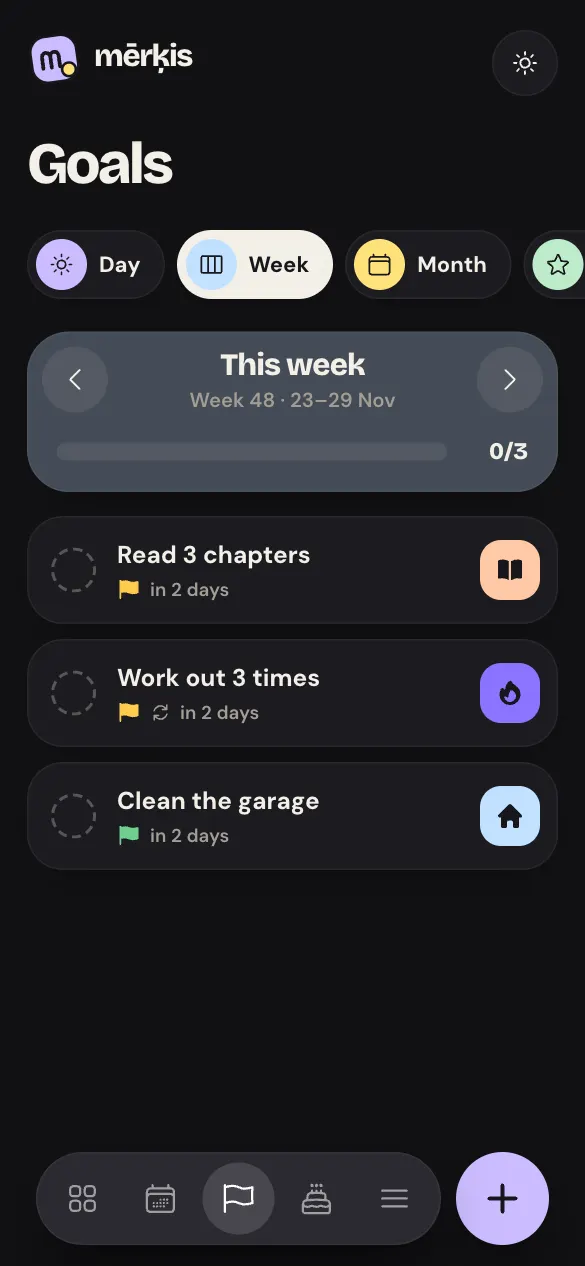 m.
mērķis
Goals
Day
Week
Month
This week
Week 48 · 23–29 Nov
0/3
Read 3 chapters
in 2 days
Work out 3 times
in 2 days
Clean the garage
in 2 days